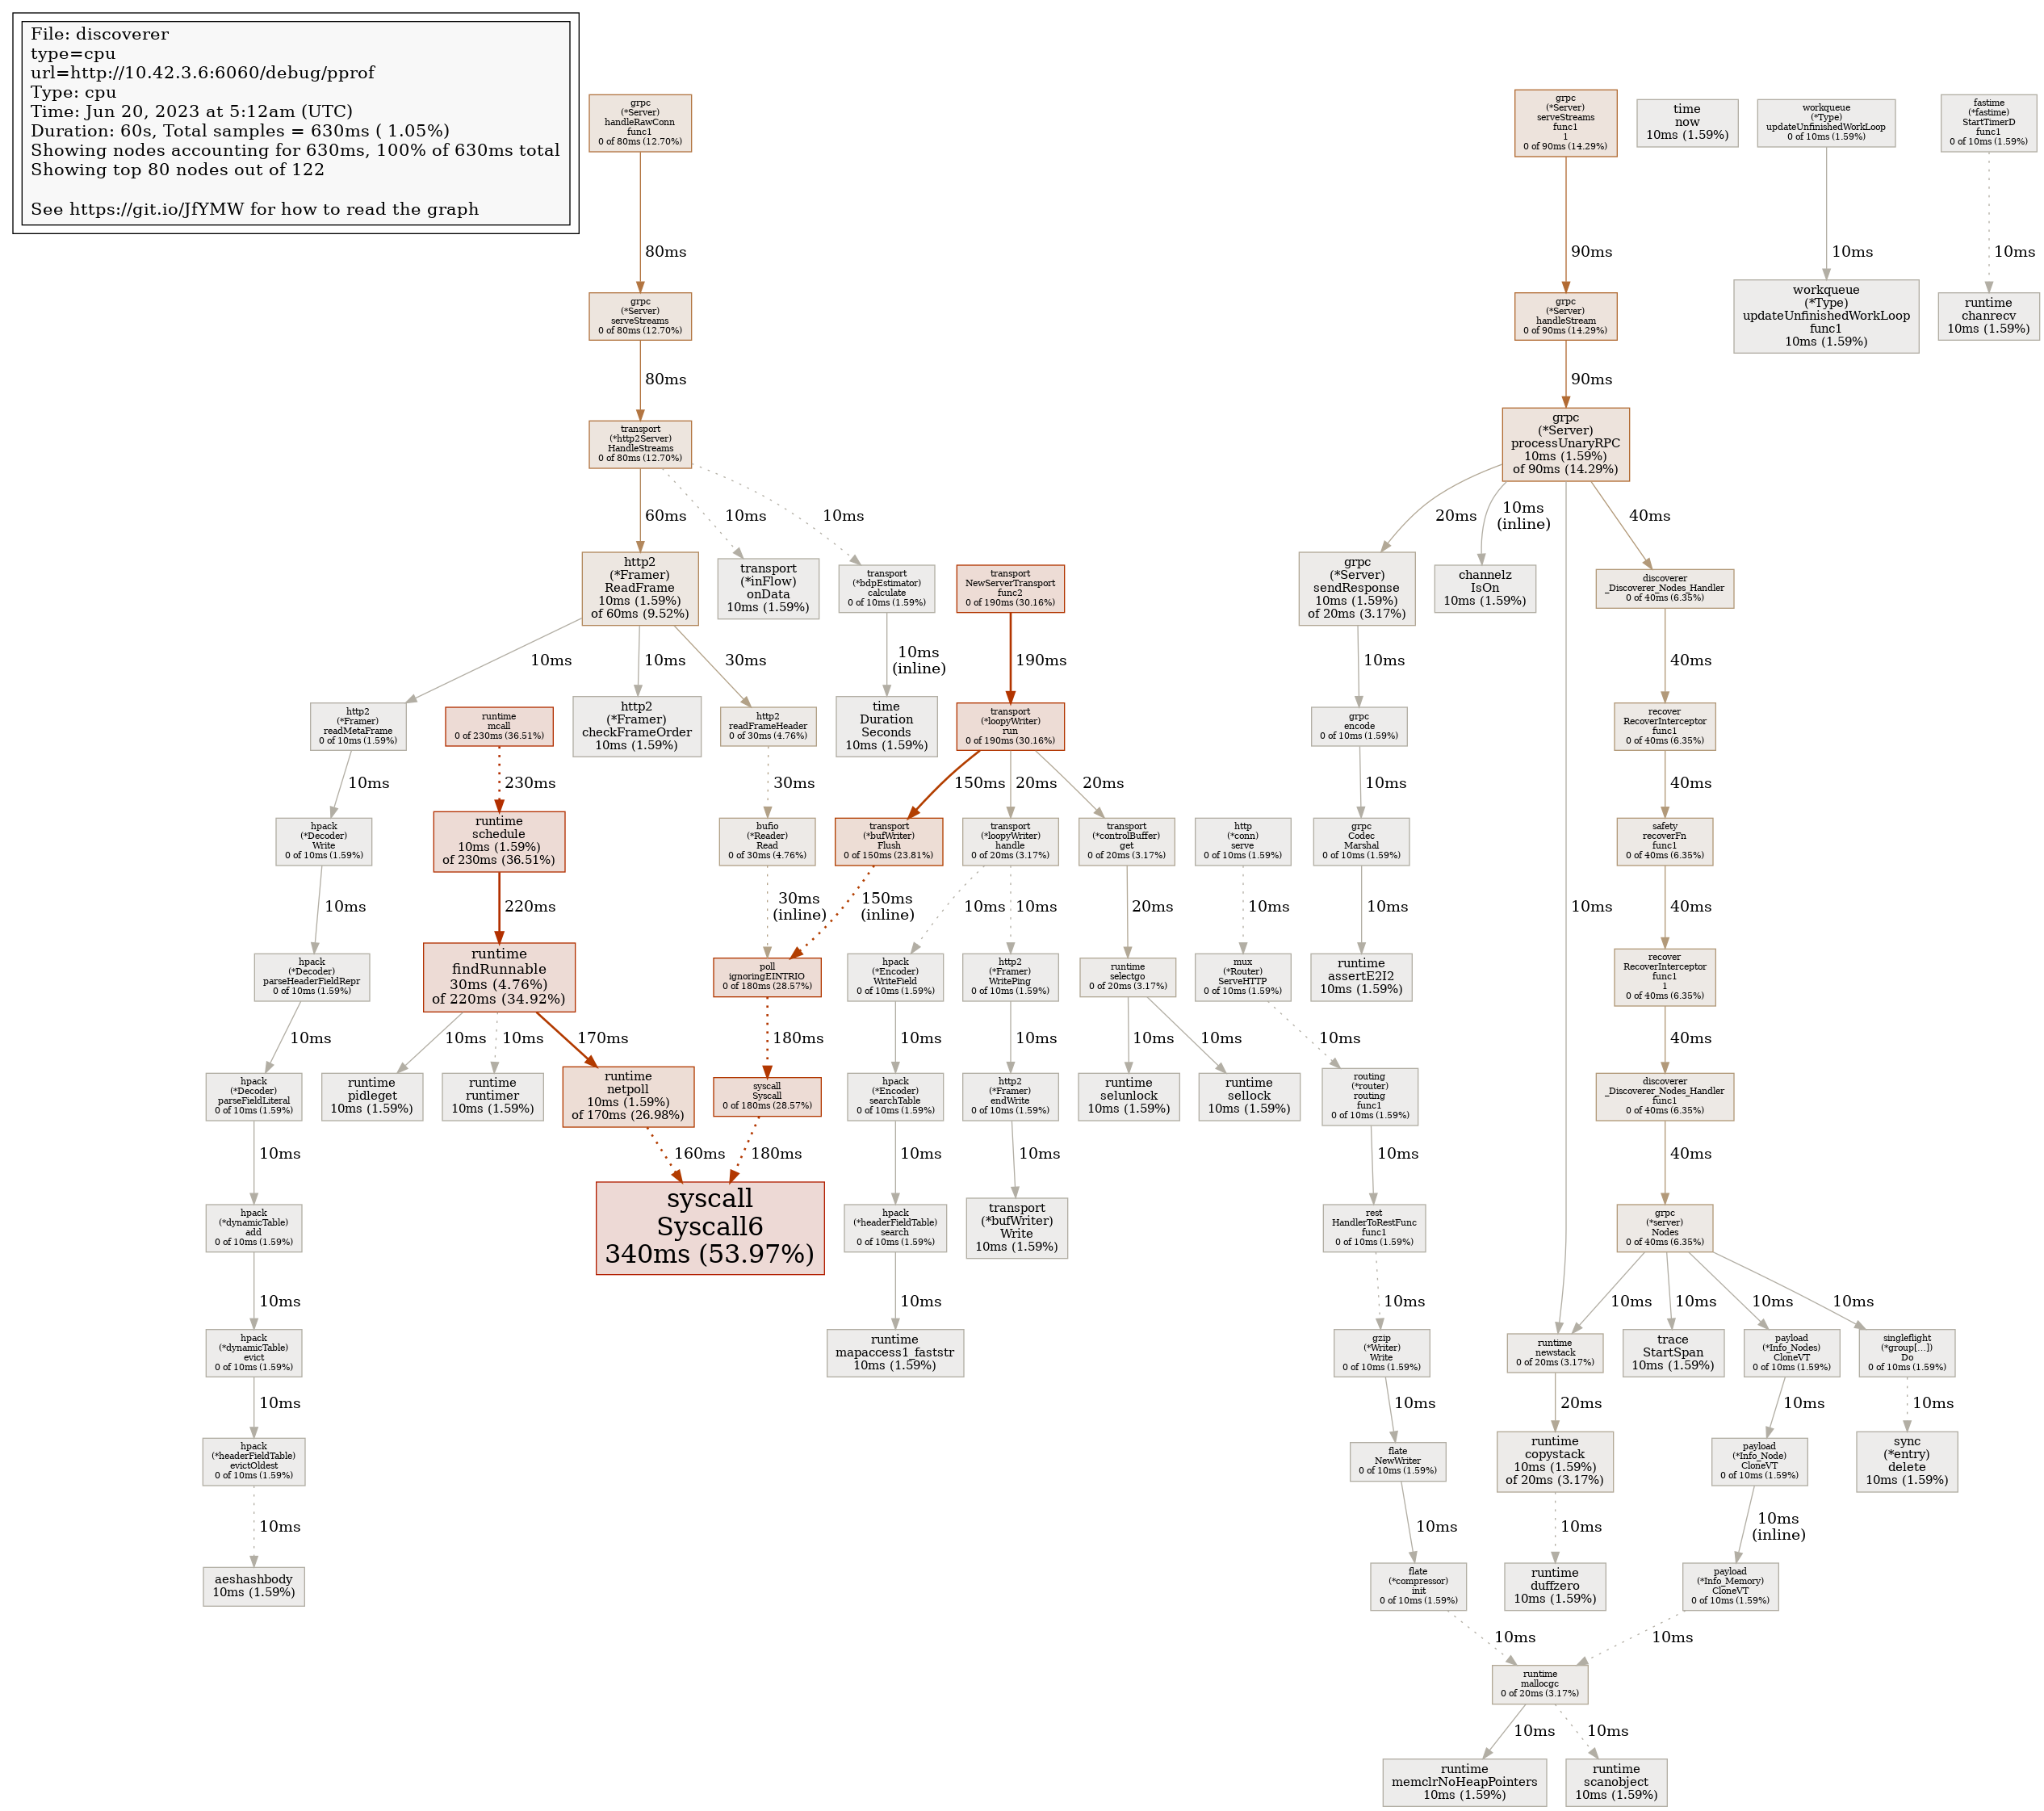 File: discoverer
type=cpu
url=http://10.42.3.6:6060/debug/pprof
Type: cpu
Time: Jun 20, 2023 at 5:12am (UTC)
Duration: 60s, Total samples = 630ms ( 1.05%)
Showing nodes accounting for 630ms, 100% of 630ms total
Showing top 80 nodes out of 122
See https://git.io/JfYMW for how to read the graph
grpc
(*Server)
handleRawConn
func1
0 of 80ms (12.70%)
grpc
(*Server)
serveStreams
func1
1
0 of 90ms (14.29%)
time
now
10ms (1.59%)
workqueue
(*Type)
updateUnfinishedWorkLoop
0 of 10ms (1.59%)
fastime
(*fastime)
StartTimerD
func1
0 of 10ms (1.59%)
80ms
90ms
10ms
10ms
grpc
(*Server)
serveStreams
0 of 80ms (12.70%)
grpc
(*Server)
handleStream
0 of 90ms (14.29%)
workqueue
(*Type)
updateUnfinishedWorkLoop
func1
10ms (1.59%)
runtime
chanrecv
10ms (1.59%)
80ms
90ms
transport
(*http2Server)
HandleStreams
0 of 80ms (12.70%)
grpc
(*Server)
processUnaryRPC
10ms (1.59%)
of 90ms (14.29%)
60ms
10ms
10ms
20ms
10ms
(inline)
40ms
http2
(*Framer)
ReadFrame
10ms (1.59%)
of 60ms (9.52%)
transport
(*inFlow)
onData
10ms (1.59%)
transport
(*bdpEstimator)
calculate
0 of 10ms (1.59%)
transport
NewServerTransport
func2
0 of 190ms (30.16%)
grpc
(*Server)
sendResponse
10ms (1.59%)
of 20ms (3.17%)
channelz
IsOn
10ms (1.59%)
discoverer
_Discoverer_Nodes_Handler
0 of 40ms (6.35%)
10ms
10ms
30ms
10ms
(inline)
190ms
10ms
40ms
http2
(*Framer)
readMetaFrame
0 of 10ms (1.59%)
runtime
mcall
0 of 230ms (36.51%)
http2
(*Framer)
checkFrameOrder
10ms (1.59%)
http2
readFrameHeader
0 of 30ms (4.76%)
time
Duration
Seconds
10ms (1.59%)
transport
(*loopyWriter)
run
0 of 190ms (30.16%)
grpc
encode
0 of 10ms (1.59%)
recover
RecoverInterceptor
func1
0 of 40ms (6.35%)
10ms
230ms
30ms
150ms
20ms
20ms
10ms
40ms
hpack
(*Decoder)
Write
0 of 10ms (1.59%)
runtime
schedule
10ms (1.59%)
of 230ms (36.51%)
bufio
(*Reader)
Read
0 of 30ms (4.76%)
transport
(*bufWriter)
Flush
0 of 150ms (23.81%)
transport
(*loopyWriter)
handle
0 of 20ms (3.17%)
transport
(*controlBuffer)
get
0 of 20ms (3.17%)
http
(*conn)
serve
0 of 10ms (1.59%)
grpc
Codec
Marshal
0 of 10ms (1.59%)
safety
recoverFn
func1
0 of 40ms (6.35%)
10ms
220ms
30ms
(inline)
150ms
(inline)
10ms
10ms
20ms
10ms
10ms
10ms
40ms
hpack
(*Decoder)
parseHeaderFieldRepr
0 of 10ms (1.59%)
runtime
findRunnable
30ms (4.76%)
of 220ms (34.92%)
poll
ignoringEINTRIO
0 of 180ms (28.57%)
hpack
(*Encoder)
WriteField
0 of 10ms (1.59%)
http2
(*Framer)
WritePing
0 of 10ms (1.59%)
runtime
selectgo
0 of 20ms (3.17%)
mux
(*Router)
ServeHTTP
0 of 10ms (1.59%)
runtime
assertE2I2
10ms (1.59%)
recover
RecoverInterceptor
func1
1
0 of 40ms (6.35%)
10ms
10ms
10ms
170ms
180ms
10ms
10ms
10ms
10ms
10ms
40ms
hpack
(*Decoder)
parseFieldLiteral
0 of 10ms (1.59%)
runtime
pidleget
10ms (1.59%)
runtime
runtimer
10ms (1.59%)
runtime
netpoll
10ms (1.59%)
of 170ms (26.98%)
syscall
Syscall
0 of 180ms (28.57%)
hpack
(*Encoder)
searchTable
0 of 10ms (1.59%)
http2
(*Framer)
endWrite
0 of 10ms (1.59%)
runtime
selunlock
10ms (1.59%)
runtime
sellock
10ms (1.59%)
routing
(*router)
routing
func1
0 of 10ms (1.59%)
discoverer
_Discoverer_Nodes_Handler
func1
0 of 40ms (6.35%)
10ms
160ms
180ms
10ms
10ms
10ms
40ms
hpack
(*dynamicTable)
add
0 of 10ms (1.59%)
syscall
Syscall6
340ms (53.97%)
hpack
(*headerFieldTable)
search
0 of 10ms (1.59%)
transport
(*bufWriter)
Write
10ms (1.59%)
rest
HandlerToRestFunc
func1
0 of 10ms (1.59%)
grpc
(*server)
Nodes
0 of 40ms (6.35%)
10ms
10ms
10ms
10ms
10ms
10ms
10ms
hpack
(*dynamicTable)
evict
0 of 10ms (1.59%)
runtime
mapaccess1_faststr
10ms (1.59%)
gzip
(*Writer)
Write
0 of 10ms (1.59%)
runtime
newstack
0 of 20ms (3.17%)
trace
StartSpan
10ms (1.59%)
payload
(*Info_Nodes)
CloneVT
0 of 10ms (1.59%)
singleflight
(*group[...])
Do
0 of 10ms (1.59%)
10ms
10ms
20ms
10ms
10ms
hpack
(*headerFieldTable)
evictOldest
0 of 10ms (1.59%)
flate
NewWriter
0 of 10ms (1.59%)
runtime
copystack
10ms (1.59%)
of 20ms (3.17%)
payload
(*Info_Node)
CloneVT
0 of 10ms (1.59%)
sync
(*entry)
delete
10ms (1.59%)
10ms
10ms
10ms
10ms
(inline)
aeshashbody
10ms (1.59%)
flate
(*compressor)
init
0 of 10ms (1.59%)
runtime
duffzero
10ms (1.59%)
payload
(*Info_Memory)
CloneVT
0 of 10ms (1.59%)
10ms
10ms
runtime
mallocgc
0 of 20ms (3.17%)
10ms
10ms
runtime
memclrNoHeapPointers
10ms (1.59%)
runtime
scanobject
10ms (1.59%)